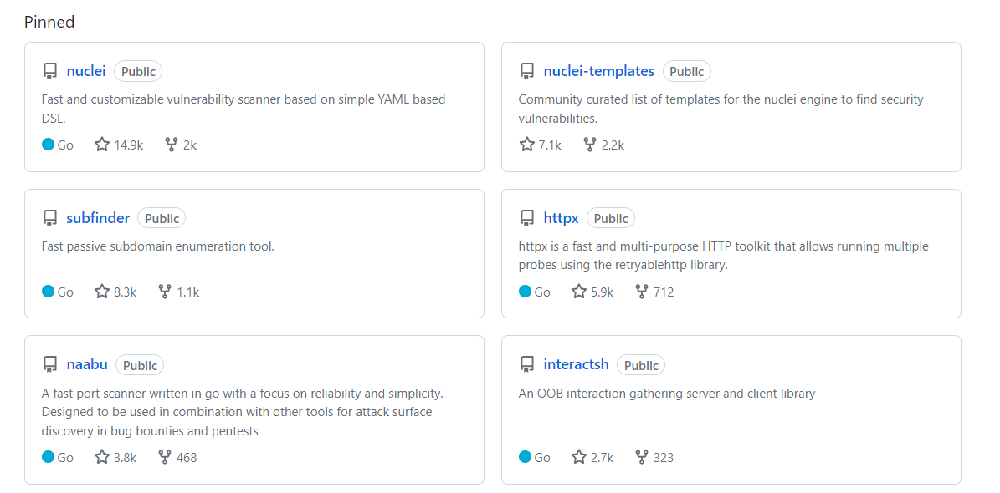 Pinned
nuclei Public
Fast and customizable vulnerability scanner based on simple YAML based
DSL.
Go 14.9k 2k
nuclei-templates Public
Community curated list of templates for the nuclei engine to find security
vulnerabilities.
7.1k 2.2k
subfinder Public
Fast passive subdomain enumeration tool.
Go 8.3k 1.1k
httpx Public
httpx is a fast and multi-purpose HTTP toolkit that allows running multiple
probes using the retryablehttp library.
Go 5.9k 712
naabu Public
A fast port scanner written in go with a focus on reliability and simplicity.
Designed to be used in combination with other tools for attack surface
discovery in bug bounties and pentests
Go 3.8k 468
interactsh Public
An OOB interaction gathering server and client library
Go 2.7k 323